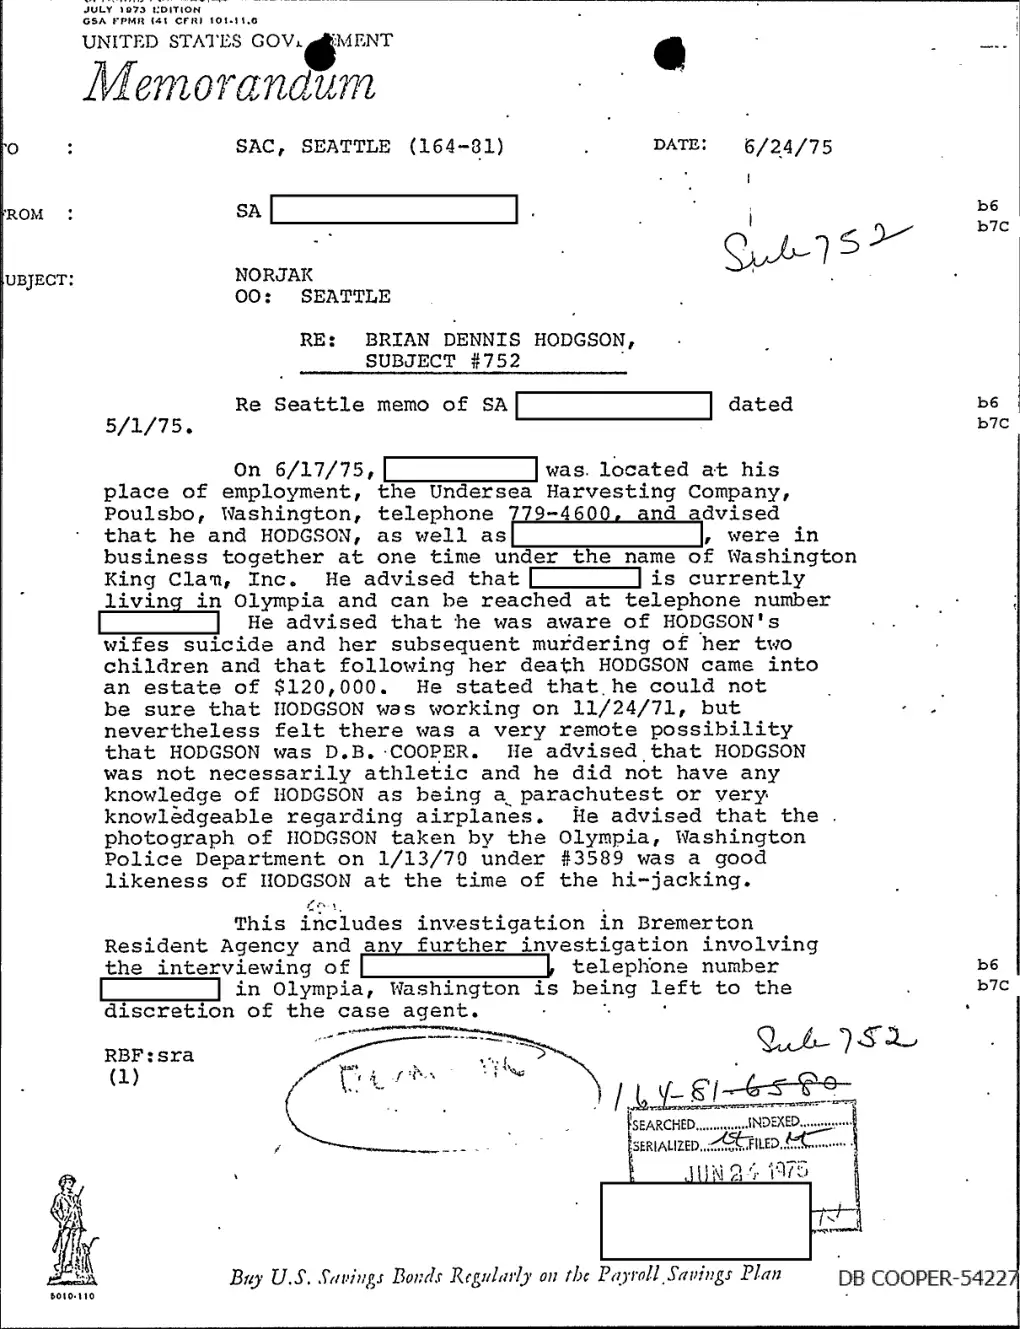 JULY 1973 EDITION
GSA FPMR (41 CFR) 101-11.6
UNITED STATES GOV MENT
Memorandum
TO : SAC, SEATTLE (164-81) DATE: 6/24/75
FROM : SA b6
b7C
Sub 752
SUBJECT: NORJAK
OO: SEATTLE
RE: BRIAN DENNIS HODGSON,
SUBJECT #752
Re Seattle memo of SA dated b6
5/1/75. b7C
On 6/17/75, was located at his
place of employment, the Undersea Harvesting Company,
Poulsbo, Washington, telephone 779-4600, and advised
that he and HODGSON, as well as , were in
business together at one time under the name of Washington
King Clam, Inc. He advised that is currently
living in Olympia and can be reached at telephone number
He advised that he was aware of HODGSON's
wifes suicide and her subsequent murdering of her two
children and that following her death HODGSON came into
an estate of $120,000. He stated that he could not
be sure that HODGSON was working on 11/24/71, but
nevertheless felt there was a very remote possibility
that HODGSON was D.B. COOPER. He advised that HODGSON
was not necessarily athletic and he did not have any
knowledge of HODGSON as being a parachutest or very
knowledgeable regarding airplanes. He advised that the
photograph of HODGSON taken by the Olympia, Washington
Police Department on 1/13/70 under #3589 was a good
likeness of HODGSON at the time of the hi-jacking.
This includes investigation in Bremerton
Resident Agency and any further investigation involving
the interviewing of , telephone number b6
in Olympia, Washington is being left to the b7C
discretion of the case agent.
Sub 752
RBF:sra
(1)
164-81-6580
SEARCHED..............INDEXED..............
SERIALIZED..............FILED..............
JUN 24 1975
5010-110
Buy U.S. Savings Bonds Regularly on the Payroll Savings Plan
DB COOPER-54227